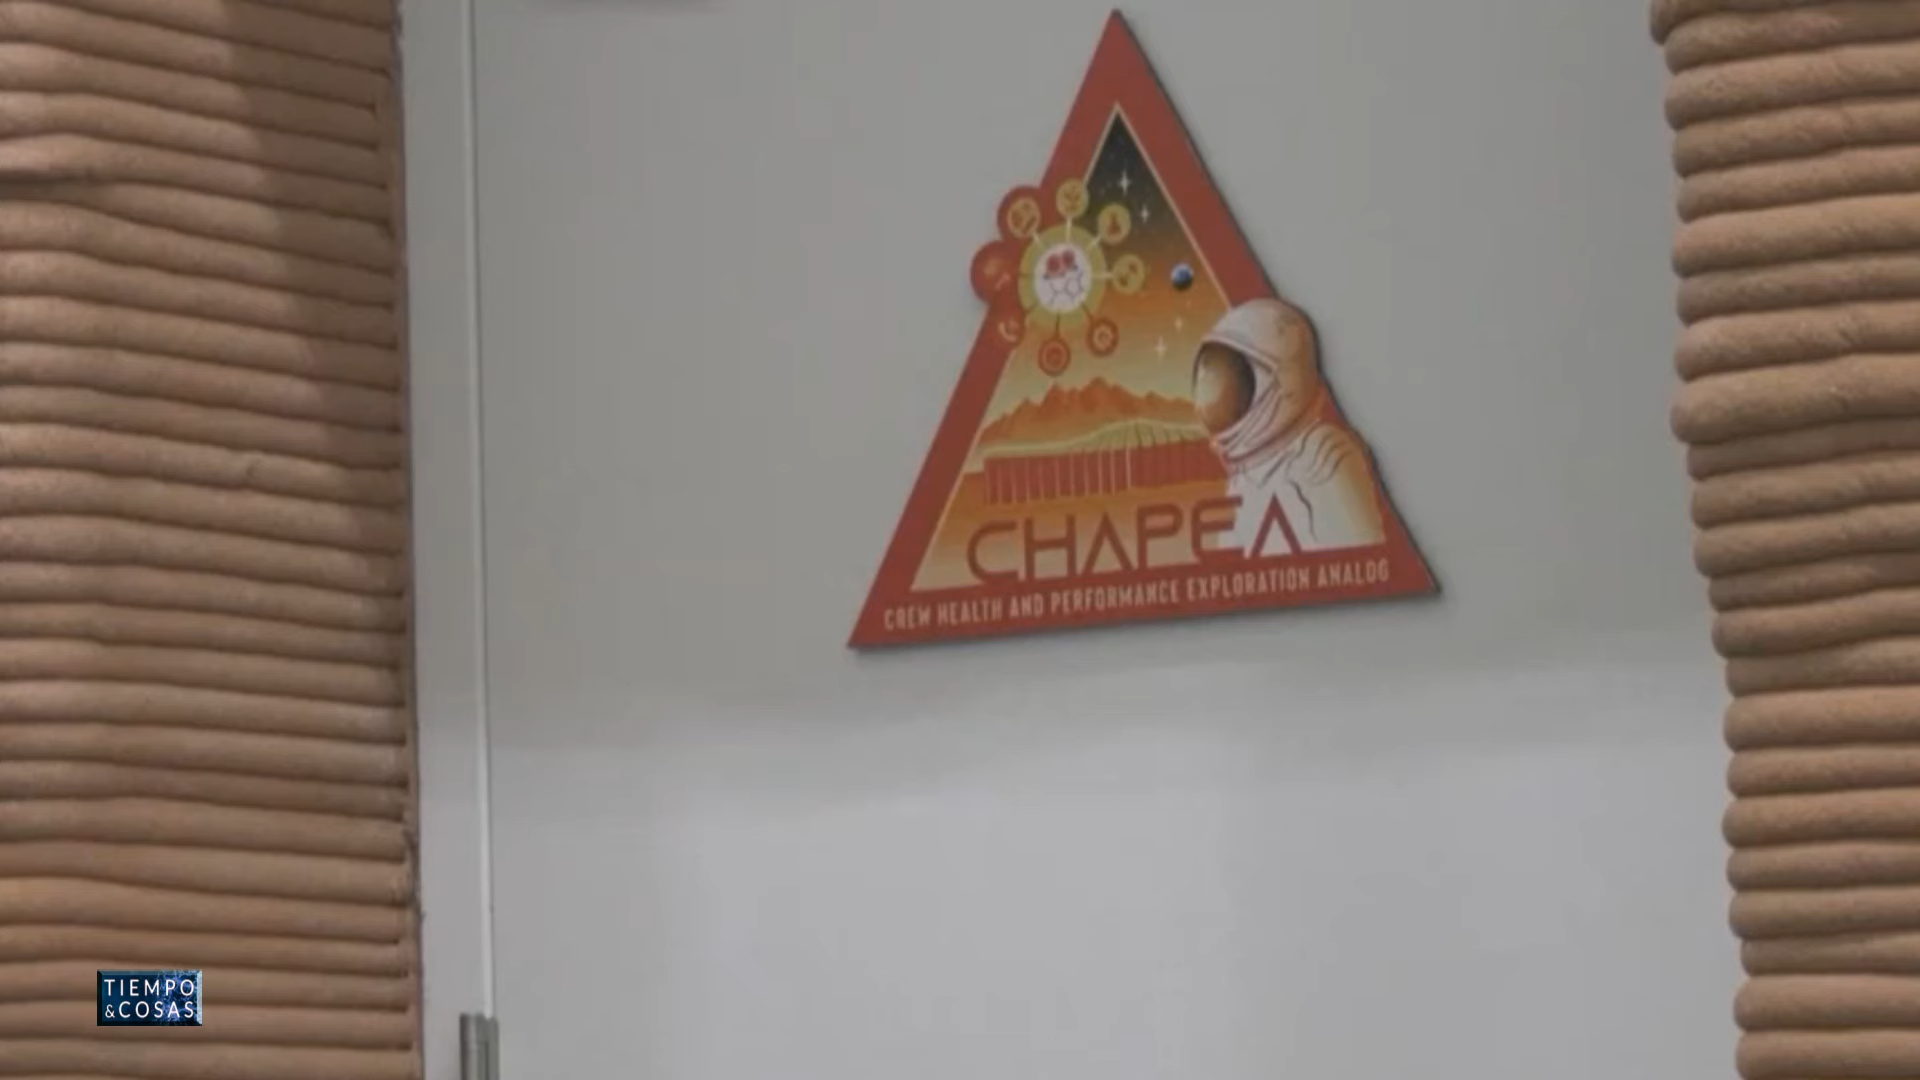 CHAPEA
CREW HEALTH AND PERFORMANCE EXPLORATION ANALOG
TIEMPO
&COSAS